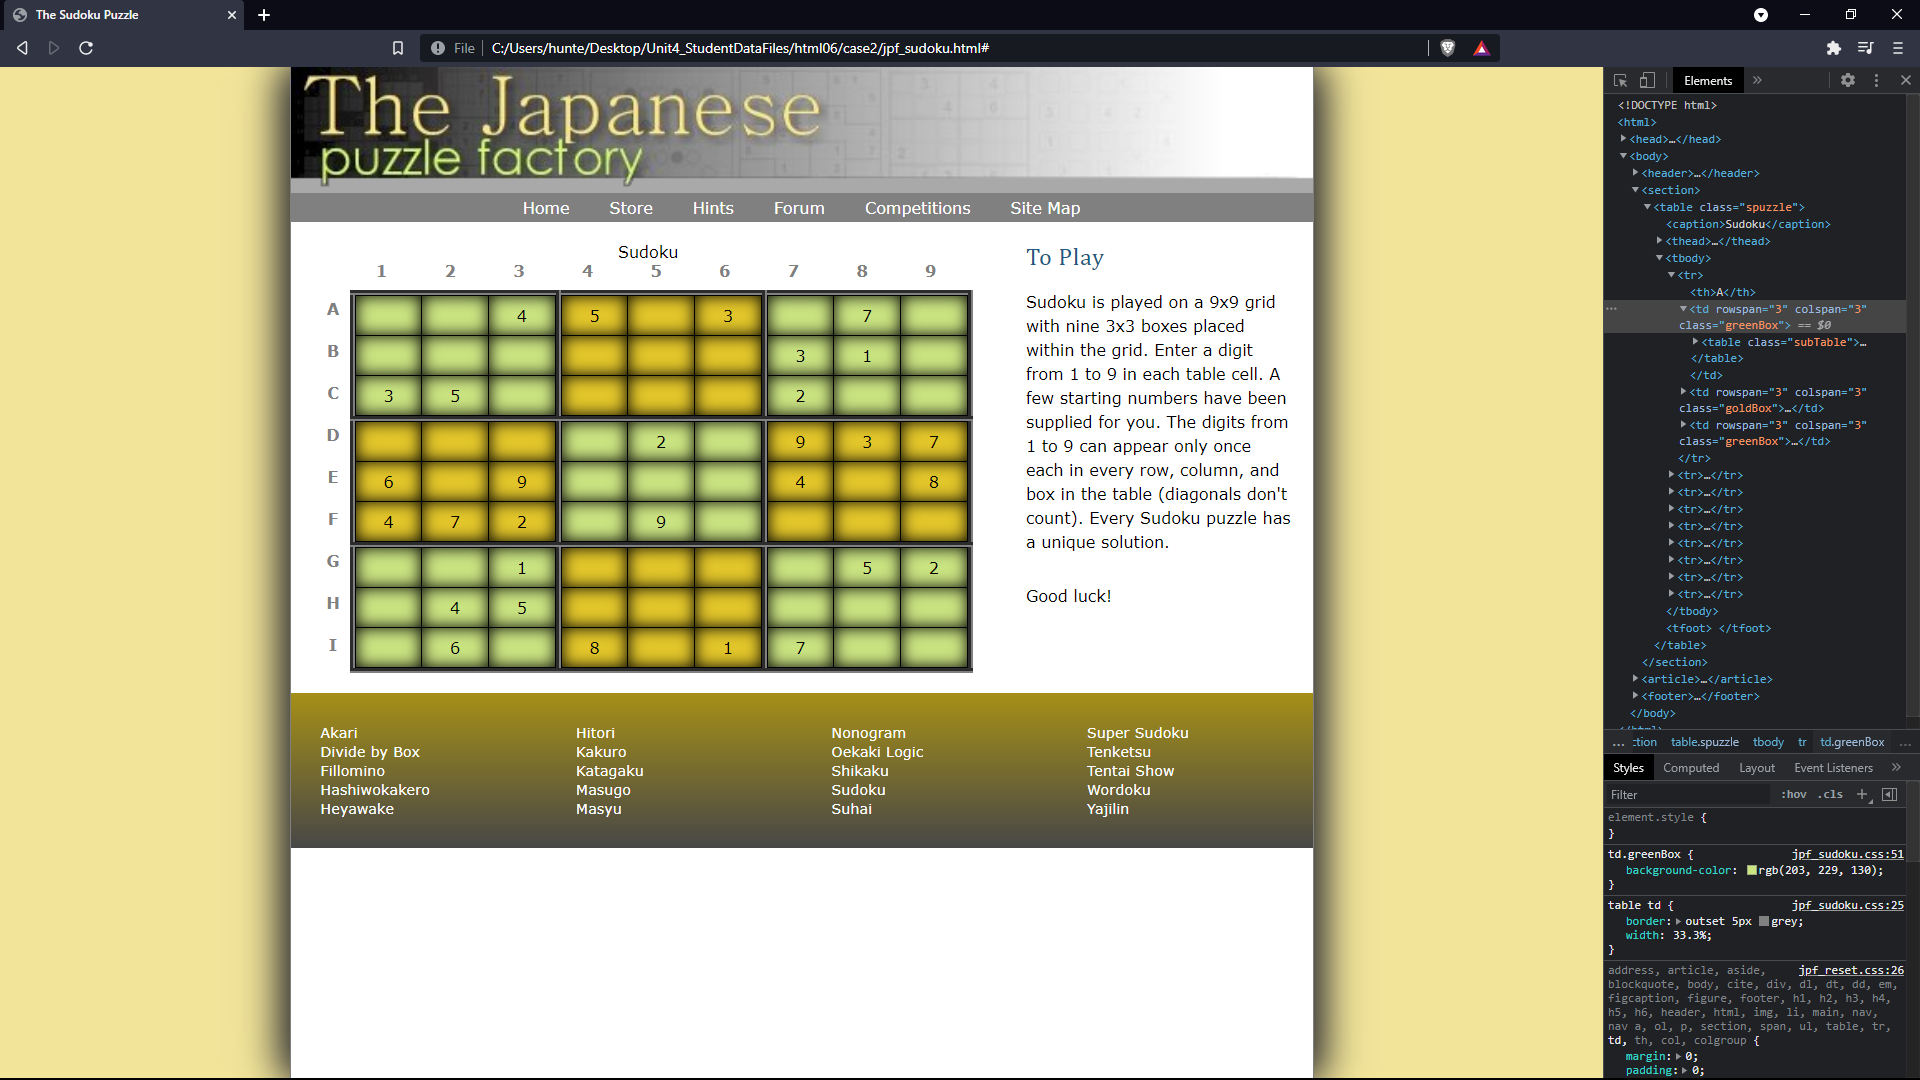 The Sudoku Puzzle
File C:/Users/hunte/Desktop/Unit4_StudentDataFiles/html06/case2/jpf_sudoku.html#
The Japanese
puzzle factory
Home Store Hints Forum Competitions Site Map
Sudoku
1 2 3 4 5 6 7 8 9
A 4 5 3 7
B 3 1
C 3 5 2
D 2 9 3 7
E 6 9 4 8
F 4 7 2 9
G 1 5 2
H 4 5
I 6 8 1 7
To Play
Sudoku is played on a 9x9 grid
with nine 3x3 boxes placed
within the grid. Enter a digit
from 1 to 9 in each table cell. A
few starting numbers have been
supplied for you. The digits from
1 to 9 can appear only once
each in every row, column, and
box in the table (diagonals don't
count). Every Sudoku puzzle has
a unique solution.
Good luck!
Akari
Divide by Box
Fillomino
Hashiwokakero
Heyawake
Hitori
Kakuro
Katagaku
Masugo
Masyu
Nonogram
Oekaki Logic
Shikaku
Sudoku
Suhai
Super Sudoku
Tenketsu
Tentai Show
Wordoku
Yajilin
Elements
<!DOCTYPE html>
<html>
<head>…</head>
<body>
<header>…</header>
<section>
<table class="spuzzle">
<caption>Sudoku</caption>
<thead>…</thead>
<tbody>
<tr>
<th>A</th>
<td rowspan="3" colspan="3"
class="greenBox"> == $0
<table class="subTable">…
</table>
</td>
<td rowspan="3" colspan="3"
class="goldBox">…</td>
<td rowspan="3" colspan="3"
class="greenBox">…</td>
</tr>
<tr>…</tr>
<tr>…</tr>
<tr>…</tr>
<tr>…</tr>
<tr>…</tr>
<tr>…</tr>
<tr>…</tr>
<tr>…</tr>
</tbody>
<tfoot> </tfoot>
</table>
</section>
<article>…</article>
<footer>…</footer>
</body>
… ction table.spuzzle tbody tr td.greenBox …
Styles Computed Layout Event Listeners
Filter :hov .cls
element.style {
}
td.greenBox { jpf_sudoku.css:51
background-color: rgb(203, 229, 130);
}
table td { jpf_sudoku.css:25
border: outset 5px grey;
width: 33.3%;
}
address, article, aside, jpf_reset.css:26
blockquote, body, cite, div, dl, dt, dd, em,
figcaption, figure, footer, h1, h2, h3, h4,
h5, h6, header, html, img, li, main, nav,
nav a, ol, p, section, span, ul, table, tr,
td, th, col, colgroup {
margin: 0;
padding: 0;